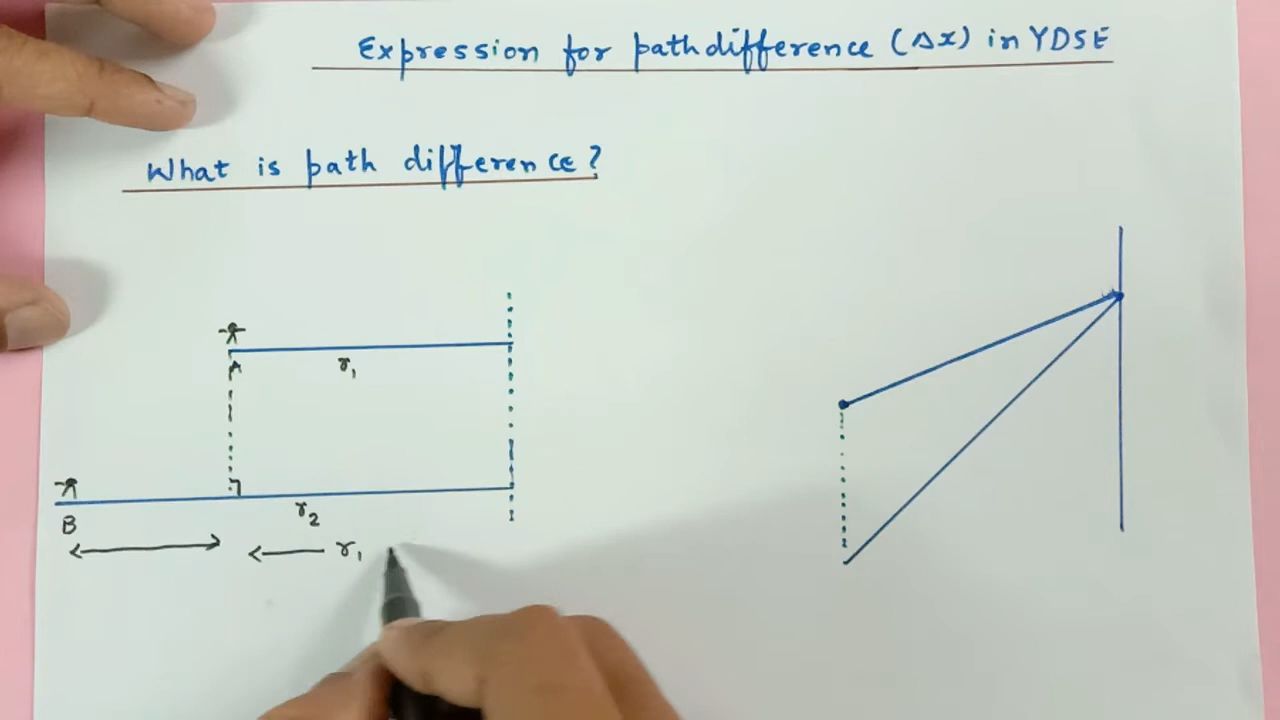 Expression for path difference (Δx) in YDSE
What is path difference?
A
r₁
B
r₂
r₁